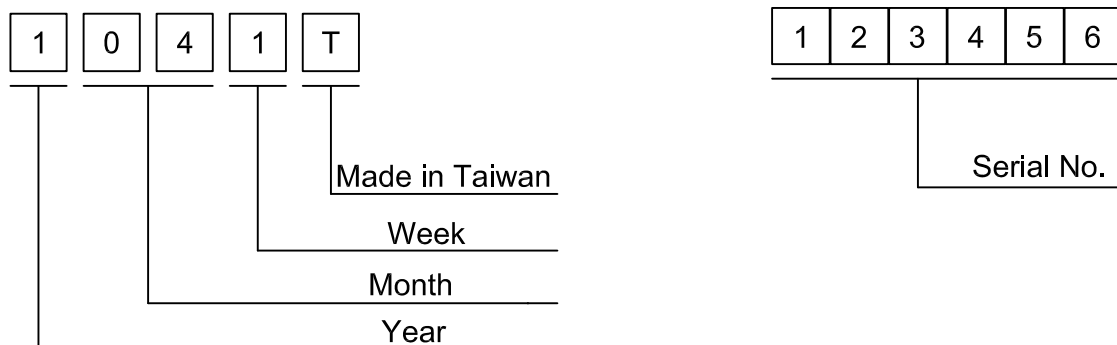 1 0 4 1 T
1 2 3 4 5 6
Made in Taiwan
Serial No.
Week
Month
Year